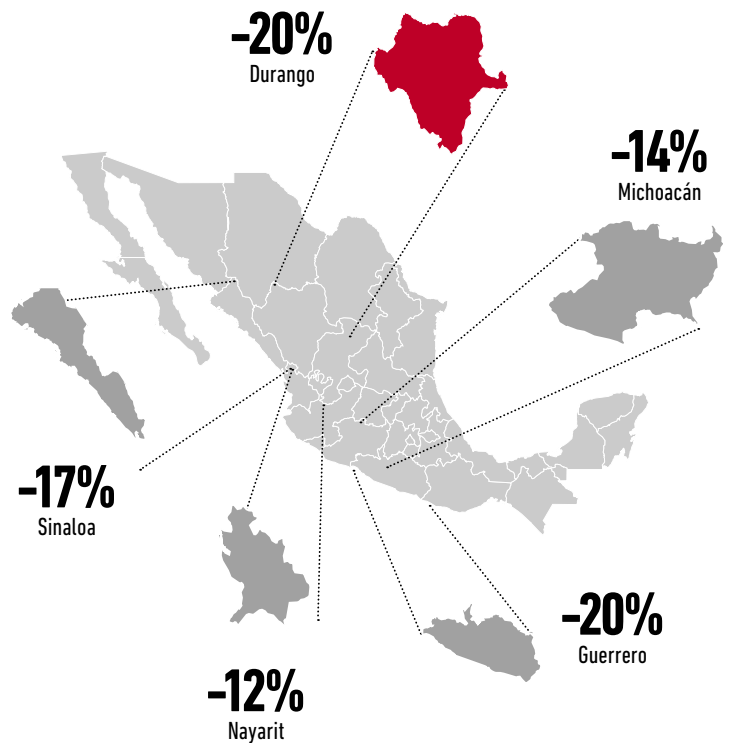 -20%
Durango
-14%
Michoacán
-17%
Sinaloa
-20%
Guerrero
-12%
Nayarit